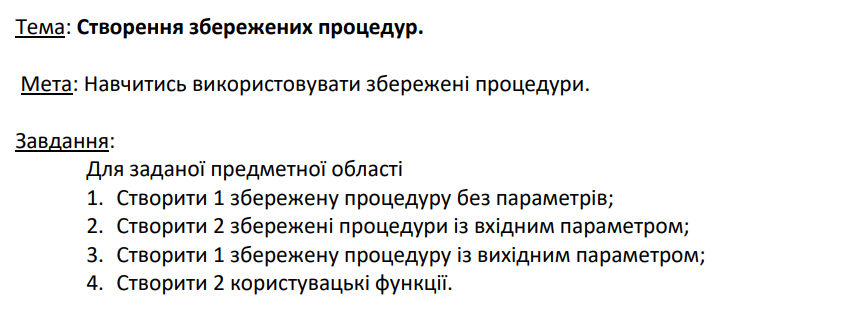 Тема: Створення збережених процедур.
Мета: Навчитись використовувати збережені процедури.
Завдання:
Для заданої предметної області
1. Створити 1 збережену процедуру без параметрів;
2. Створити 2 збережені процедури із вхідним параметром;
3. Створити 1 збережену процедуру із вихідним параметром;
4. Створити 2 користувацькі функції.